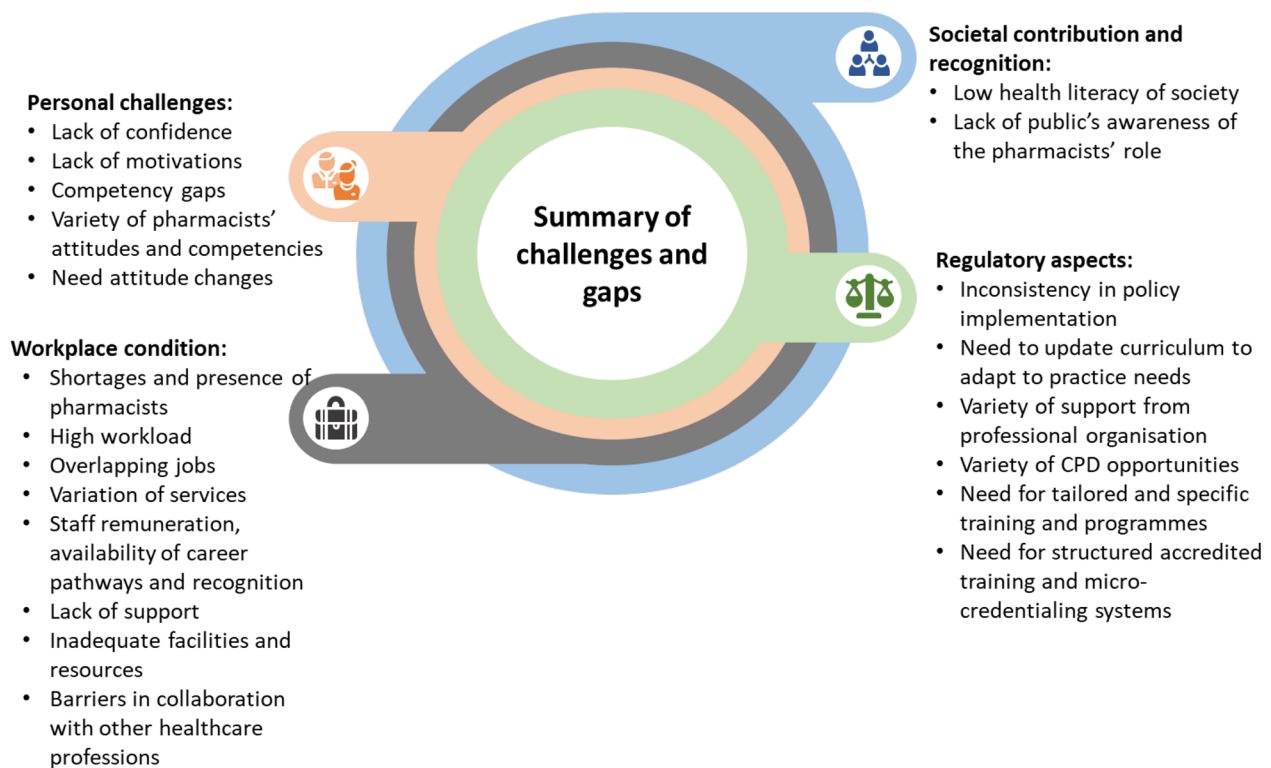 Summary of
challenges and
gaps
Personal challenges:
• Lack of confidence
• Lack of motivations
• Competency gaps
• Variety of pharmacists’
attitudes and competencies
• Need attitude changes
Workplace condition:
• Shortages and presence of
pharmacists
• High workload
• Overlapping jobs
• Variation of services
• Staff remuneration,
availability of career
pathways and recognition
• Lack of support
• Inadequate facilities and
resources
• Barriers in collaboration
with other healthcare
professions
Societal contribution and
recognition:
• Low health literacy of society
• Lack of public’s awareness of
the pharmacists’ role
Regulatory aspects:
• Inconsistency in policy
implementation
• Need to update curriculum to
adapt to practice needs
• Variety of support from
professional organisation
• Variety of CPD opportunities
• Need for tailored and specific
training and programmes
• Need for structured accredited
training and micro-
credentialing systems